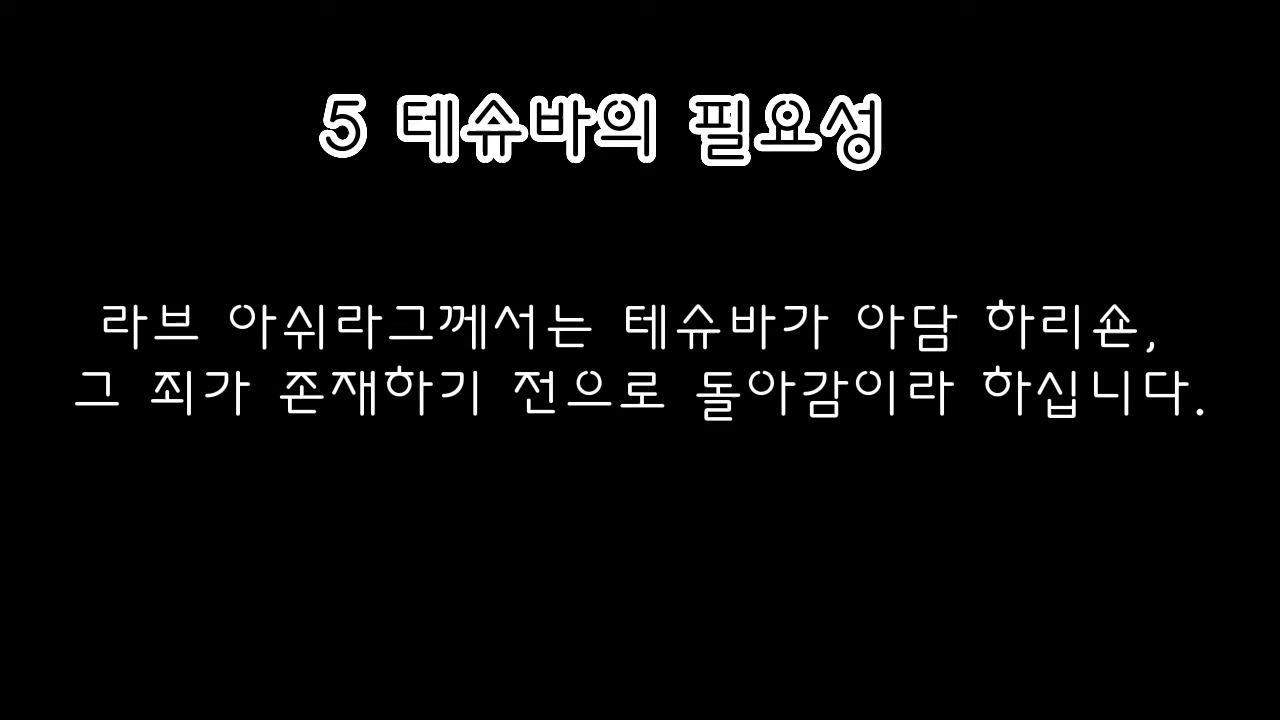 5 테슈바의 필요성
라브 아쉬라그께서는 테슈바가 아담 하리숀,
그 죄가 존재하기 전으로 돌아감이라 하십니다.